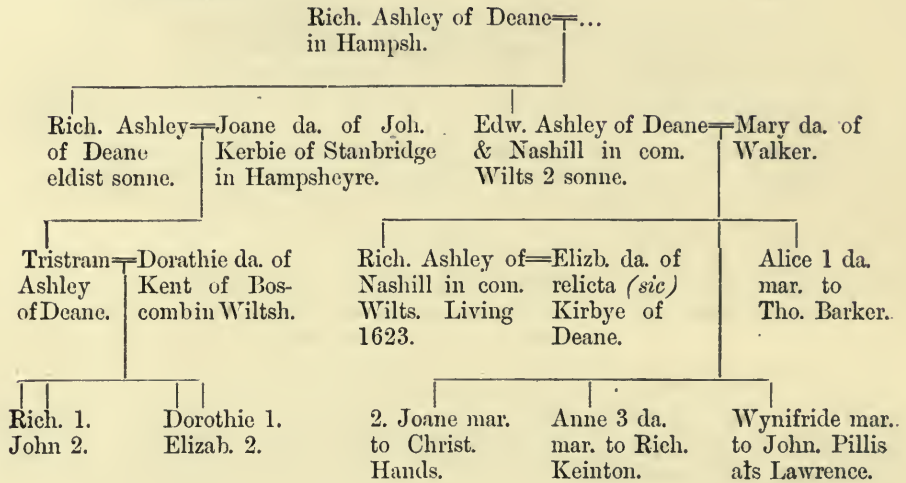 Rich. Ashley of Deane=...
in Hampsh.
Rich. Ashley
of Deane
eldist sonne.
Joane da. of Joh.
Kerbie of Stanbridge
in Hampsheyre.
Edw. Ashley of Deane
& Nashill in com.
Wilts 2 sonne.
Mary da. of
Walker.
Tristram
Ashley
of Deane.
Dorathie da. of
Kent of Bos-
comb in Wiltsh.
Rich. Ashley of
Nashill in com.
Wilts. Living
1623.
Elizb. da. of
relicta (sic)
Kirbye of
Deane.
Alice 1 da.
mar. to
Tho. Barker.
Rich. 1.
John 2.
Dorothie 1.
Elizab. 2.
2. Joane mar.
to Christ.
Hands.
Anne 3 da.
mar. to Rich.
Keinton.
Wynifride mar.
to John. Pillis
als Lawrence.